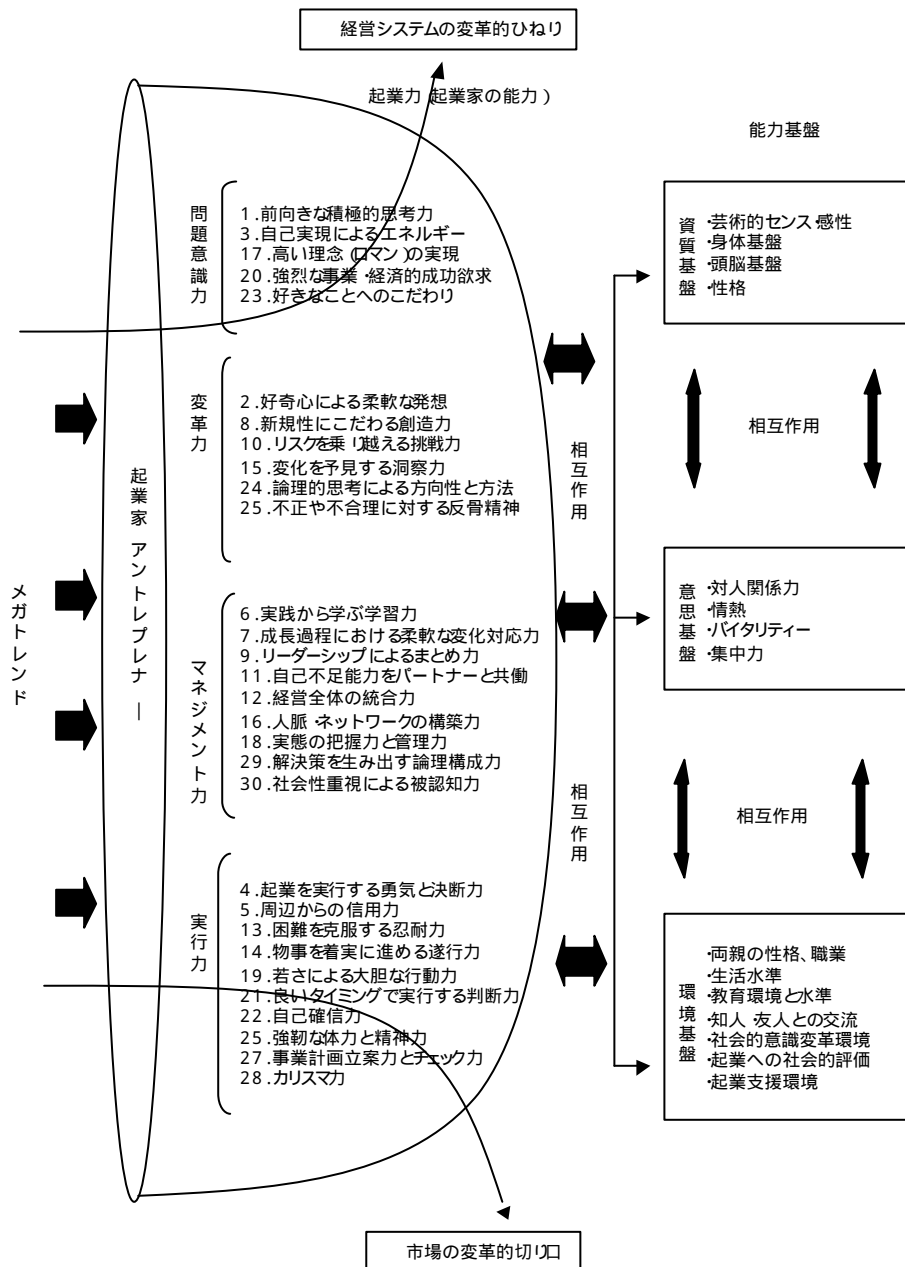 経営システムの変革的ひねり
起業力(起業家の能力)
能力基盤
メガトレンド
起業家 アントレプレナ―
問題意識力
1.前向きな積極的思考力
3.自己実現によるエネルギー
17.高い理念(ロマン)の実現
20.強烈な事業・経済的成功欲求
23.好きなことへのこだわり
変革力
2.好奇心による柔軟な発想
8.新規性にこだわる創造力
10.リスクを乗り越える挑戦力
15.変化を予見する洞察力
24.論理的思考による方向性と方法
25.不正や不合理に対する反骨精神
マネジメント力
6.実践から学ぶ学習力
7.成長過程における柔軟な変化対応力
9.リーダーシップによるまとめ力
11.自己不足能力をパートナーと共働
12.経営全体の統合力
16.人脈・ネットワークの構築力
18.実態の把握力と管理力
29.解決策を生み出す論理構成力
30.社会性重視による被認知力
実行力
4.起業を実行する勇気と決断力
5.周辺からの信用力
13.困難を克服する忍耐力
14.物事を着実に進める遂行力
19.若さによる大胆な行動力
21.良いタイミングで実行する判断力
22.自己確信力
25.強靭な体力と精神力
27.事業計画立案力とチェック力
28.カリスマ力
相互作用
相互作用
資質基盤
・芸術的センス・感性
・身体基盤
・頭脳基盤
・性格
相互作用
意思基盤
・対人関係力
・情熱
・バイタリティー
・集中力
相互作用
環境基盤
・両親の性格、職業
・生活水準
・教育環境と水準
・知人・友人との交流
・社会的意識変革環境
・起業への社会的評価
・起業支援環境
市場の変革的切り口